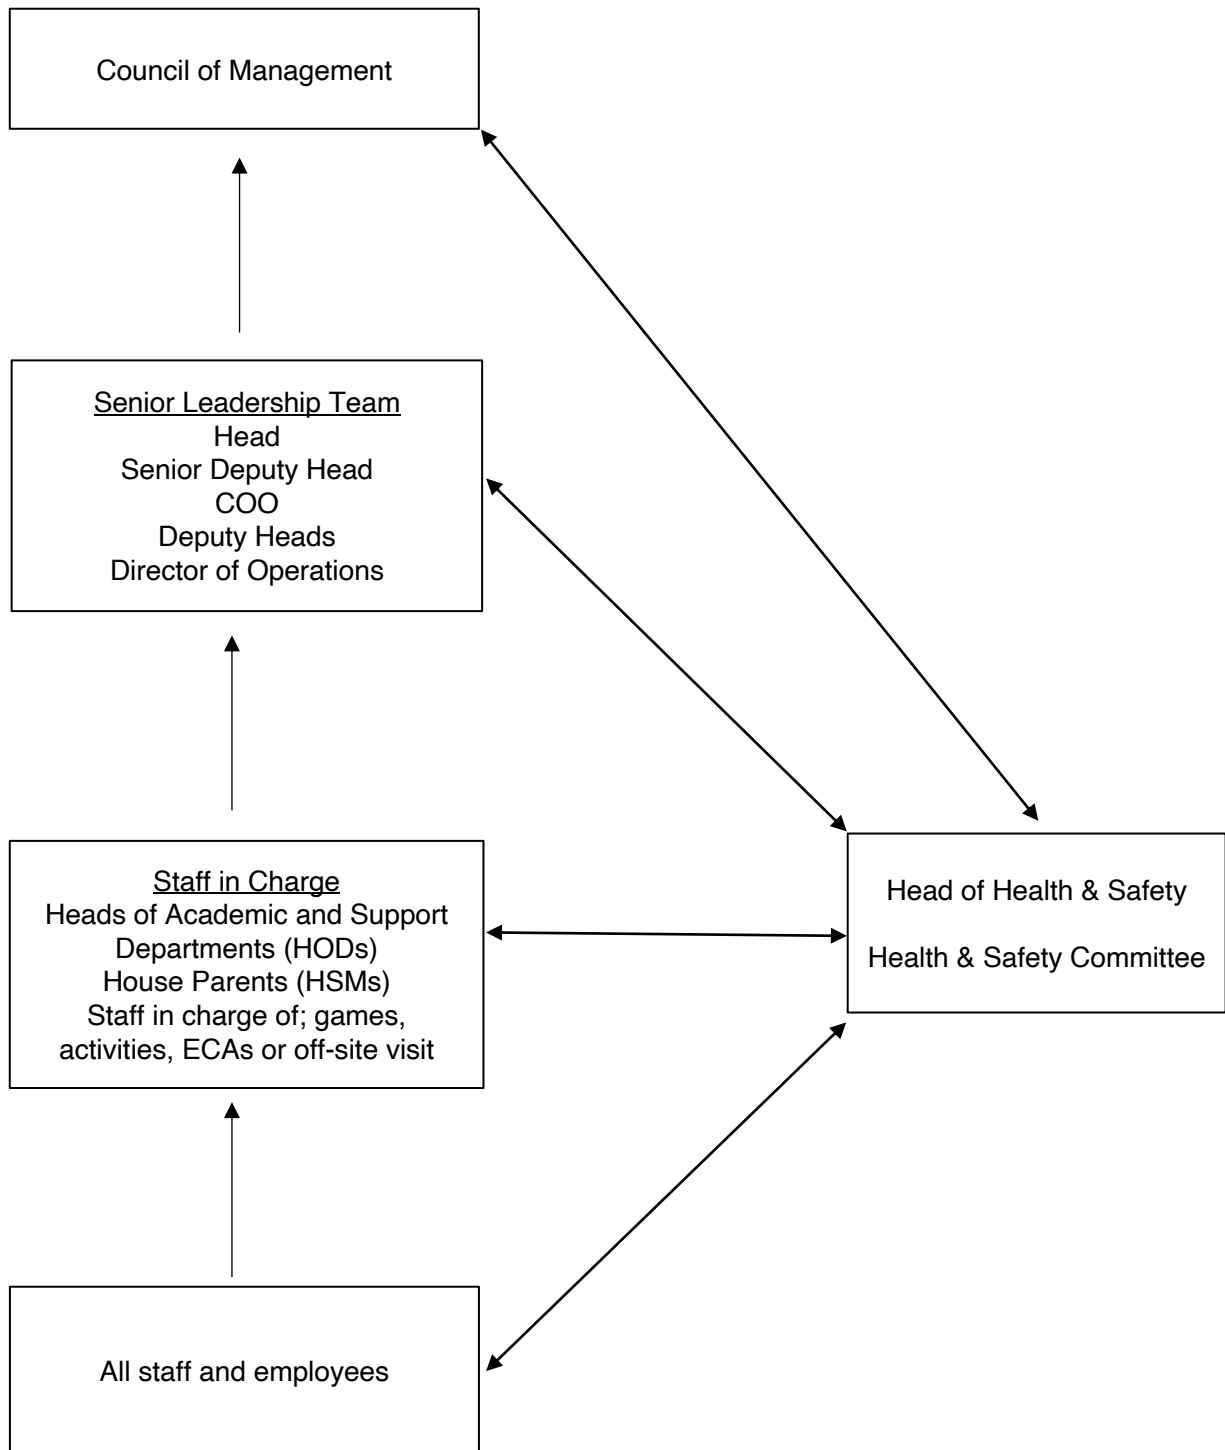 Council of Management
Senior Leadership Team
Head
Senior Deputy Head
COO
Deputy Heads
Director of Operations
Staff in Charge
Heads of Academic and Support
Departments (HODs)
House Parents (HSMs)
Staff in charge of; games,
activities, ECAs or off-site visit
Head of Health & Safety
Health & Safety Committee
All staff and employees